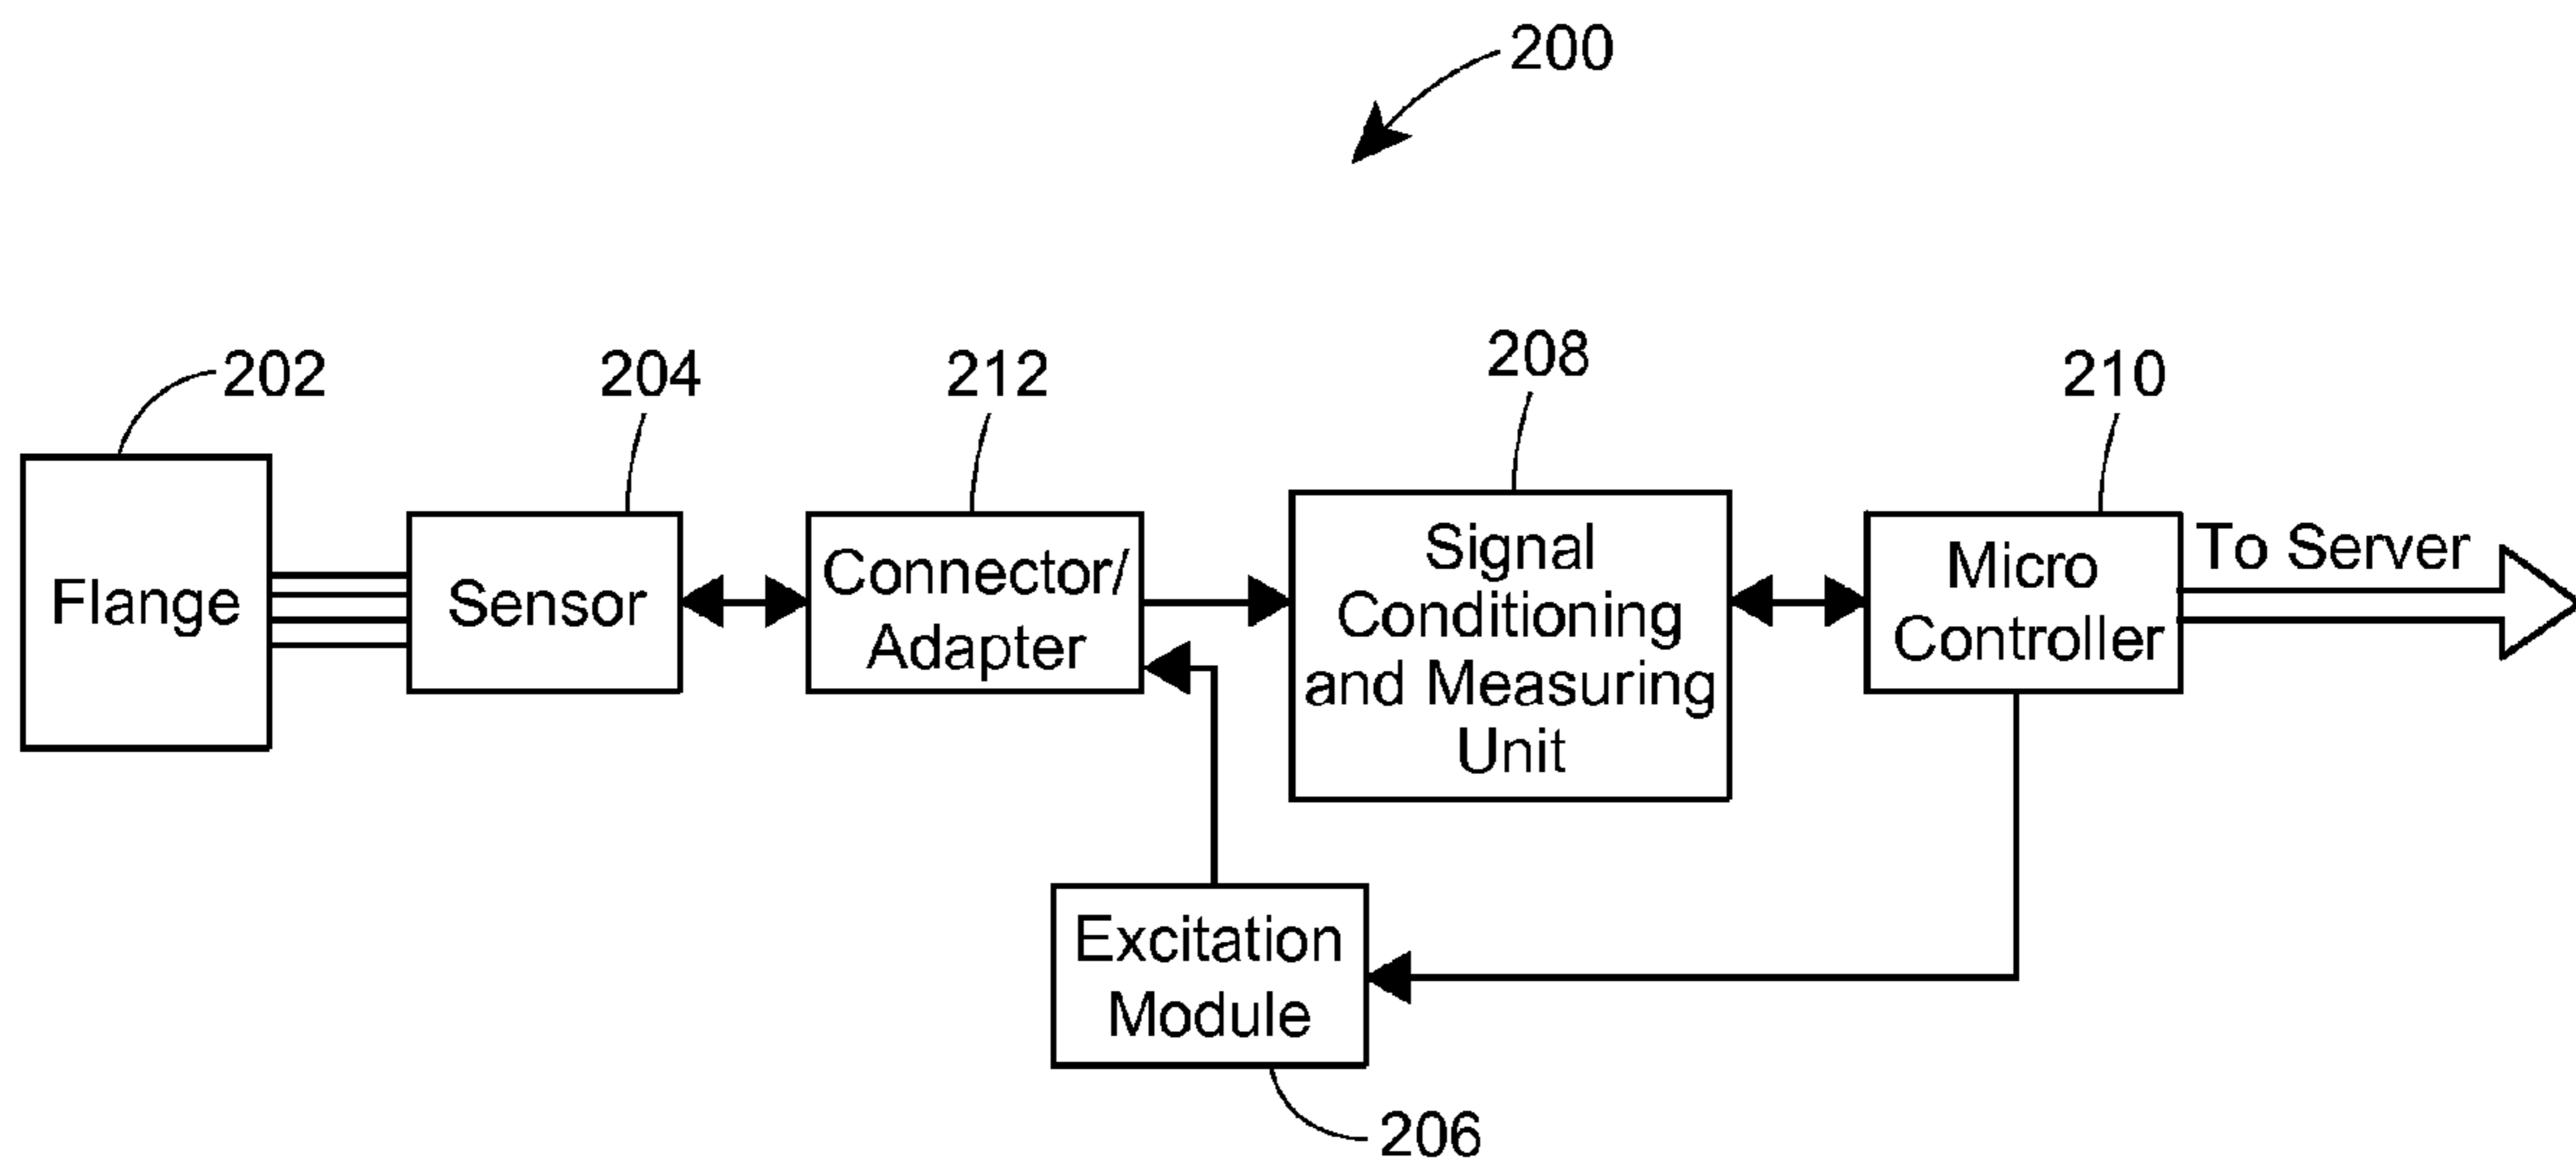 200
202
204
212
208
210
Flange
Sensor
Connector/
Adapter
Signal
Conditioning
and Measuring
Unit
Micro
Controller
To Server
Excitation
Module
206